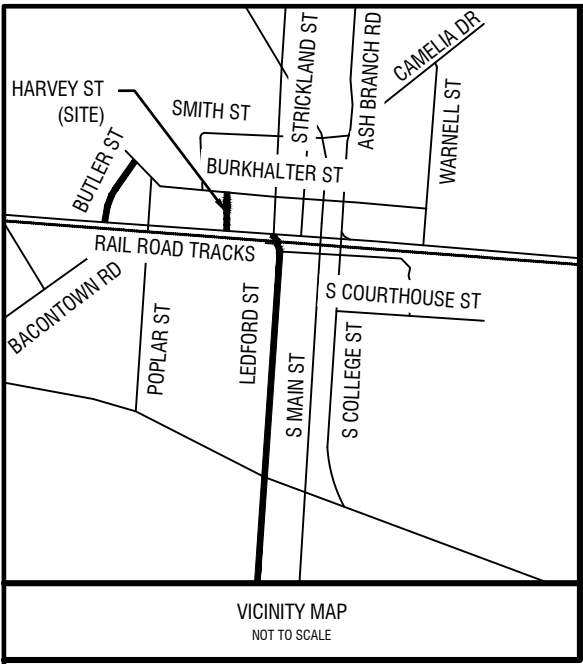 STRICKLAND ST
ASH BRANCH RD
CAMELIA DR
HARVEY ST
(SITE)
SMITH ST
WARNELL ST
BUTLER ST
BURKHALTER ST
RAIL ROAD TRACKS
BACONTOWN RD
S COURTHOUSE ST
POPLAR ST
LEDFORD ST
S MAIN ST
S COLLEGE ST
VICINITY MAP
NOT TO SCALE